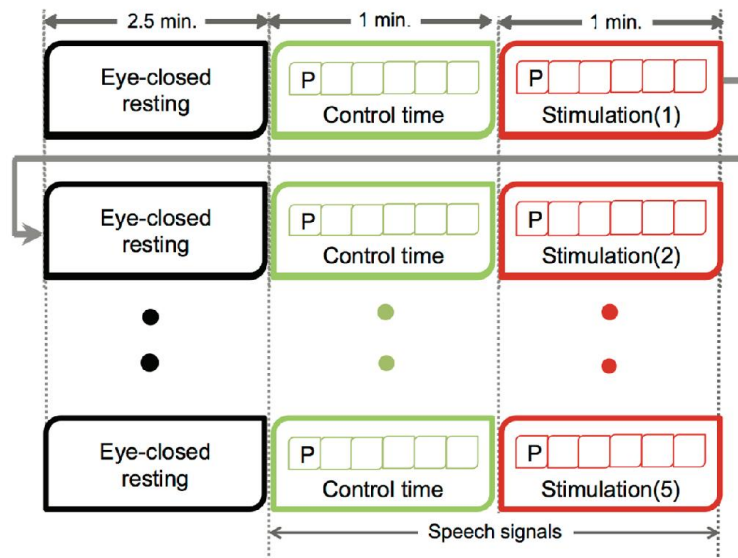 2.5 min.
1 min.
1 min.
Eye-closed
resting
P
Control time
P
Stimulation(1)
Eye-closed
resting
P
Control time
P
Stimulation(2)
Eye-closed
resting
P
Control time
P
Stimulation(5)
Speech signals